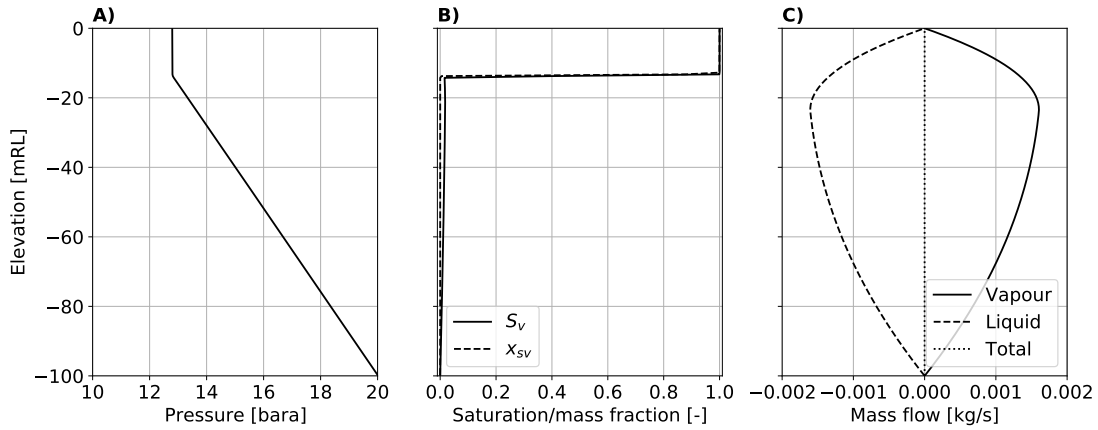 A)
B)
C)
0
−20
−40
−60
−80
−100
Elevation [mRL]
10 12 14 16 18 20
Pressure [bara]
S_v
x_sv
0.0 0.2 0.4 0.6 0.8 1.0
Saturation/mass fraction [-]
Vapour
Liquid
Total
−0.002 −0.001 0.000 0.001 0.002
Mass flow [kg/s]